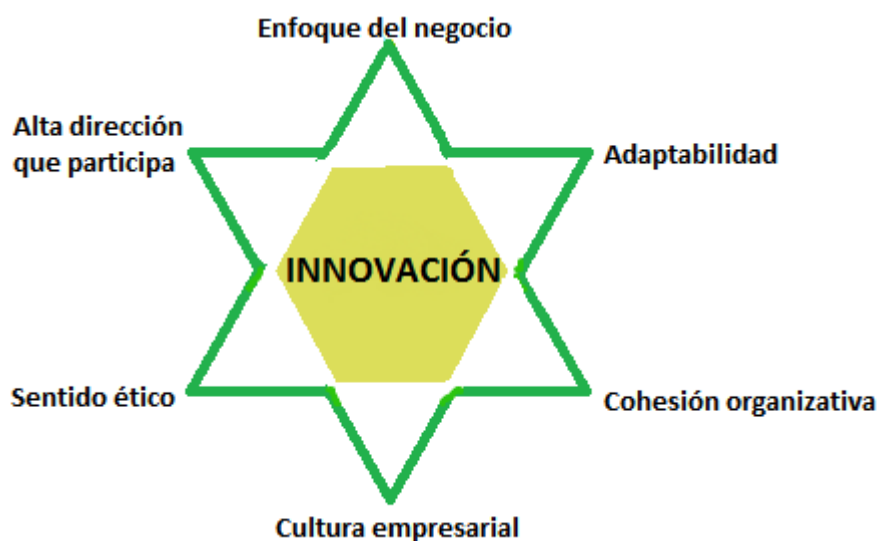 Enfoque del negocio
Alta dirección
que participa
Adaptabilidad
INNOVACIÓN
Sentido ético
Cohesión organizativa
Cultura empresarial